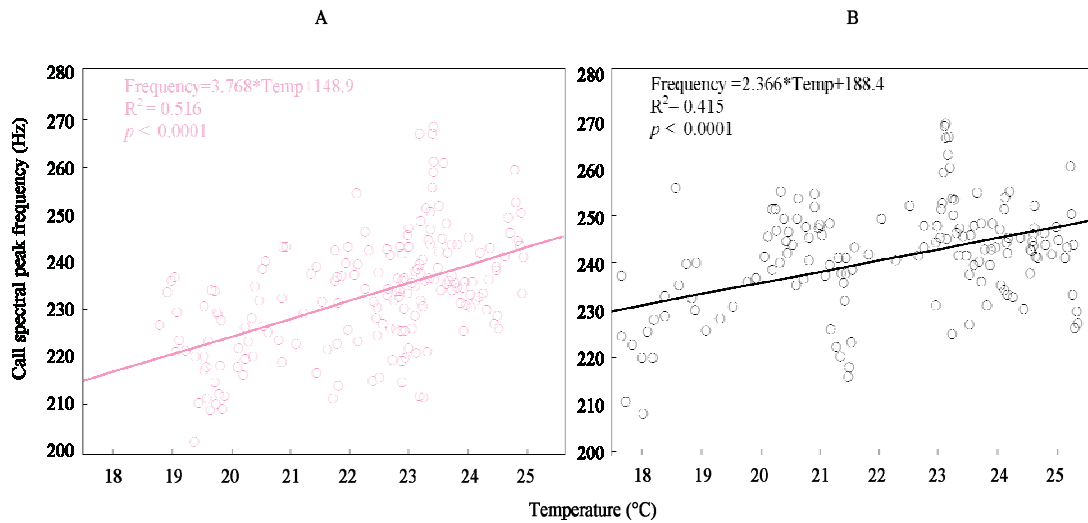 A
B
Frequency=3.768*Temp+148.9
R² = 0.516
p < 0.0001
Frequency =2.366*Temp+188.4
R²= 0.415
p < 0.0001
Call spectral peak frequency (Hz)
280
270
260
250
240
230
220
210
200
280
270
260
250
240
230
220
210
200
18 19 20 21 22 23 24 25
18 19 20 21 22 23 24 25
Temperature (°C)